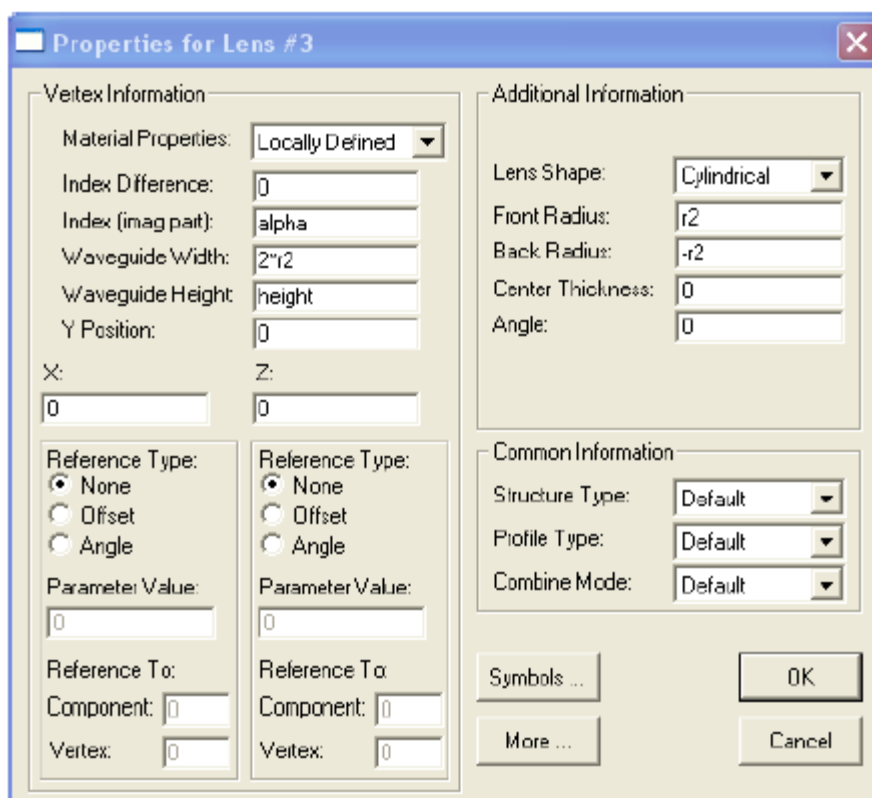 Properties for Lens #3
Vertex Information
Material Properties: Locally Defined
Index Difference: 0
Index (imag part): alpha
Waveguide Width: 2*r2
Waveguide Height: height
Y Position: 0
X: Z:
0 0
Reference Type: Reference Type:
None None
Offset Offset
Angle Angle
Parameter Value: Parameter Value:
0 0
Reference To: Reference To:
Component: 0 Component: 0
Vertex: 0 Vertex: 0
Additional Information
Lens Shape: Cylindrical
Front Radius: r2
Back Radius: -r2
Center Thickness: 0
Angle: 0
Common Information
Structure Type: Default
Profile Type: Default
Combine Mode: Default
Symbols ... OK
More ... Cancel